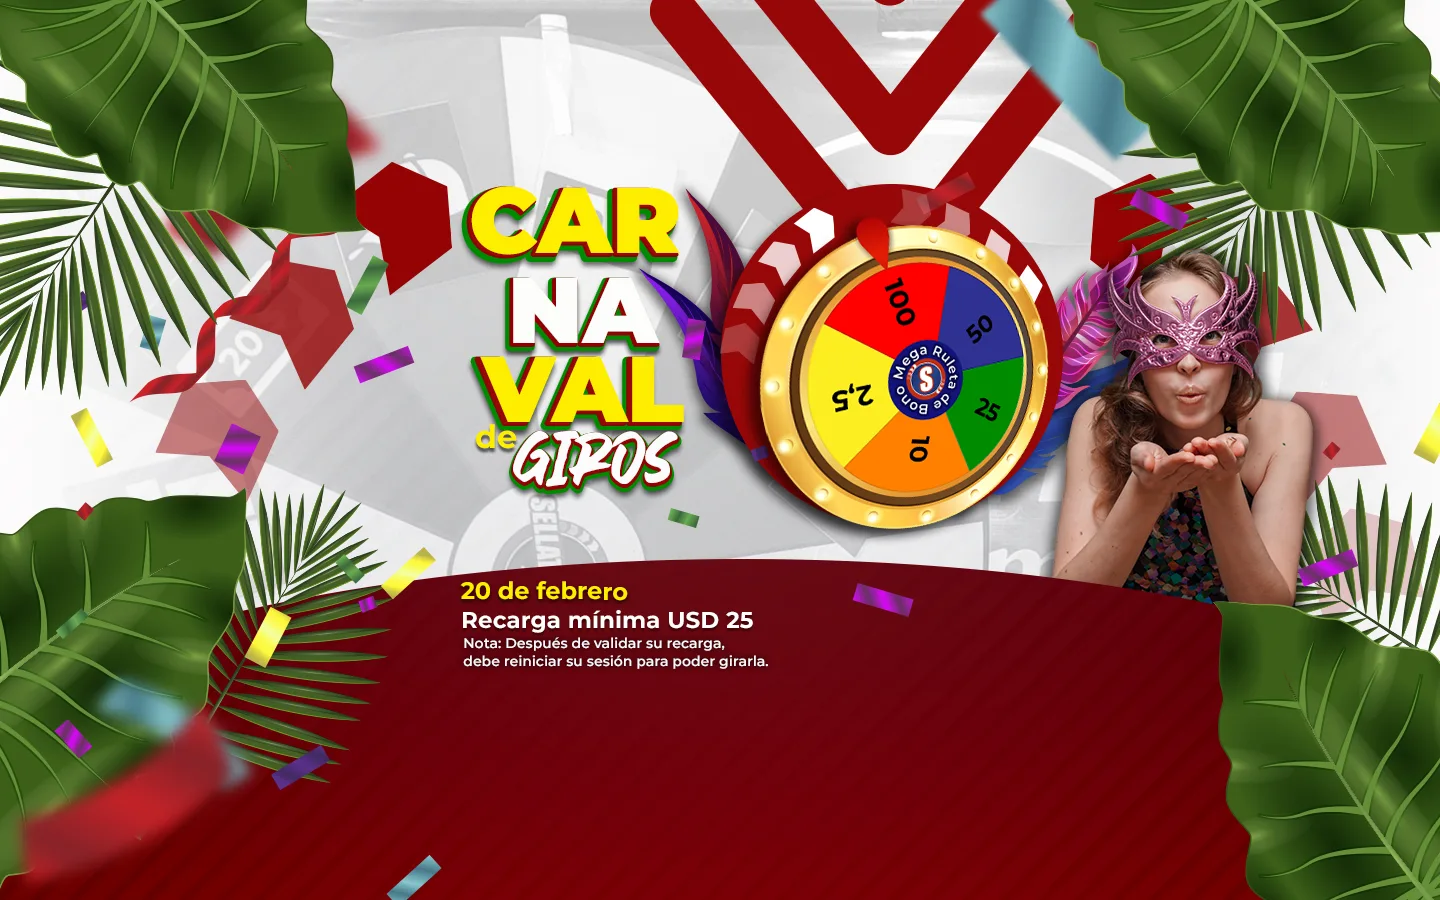 CAR
NA
VAL
de GIROS
100
50
25
10
2,5
Mega Ruleta de Bono
S
20
20 de febrero
Recarga mínima USD 25
Nota: Después de validar su recarga,
debe reiniciar su sesión para poder girarla.